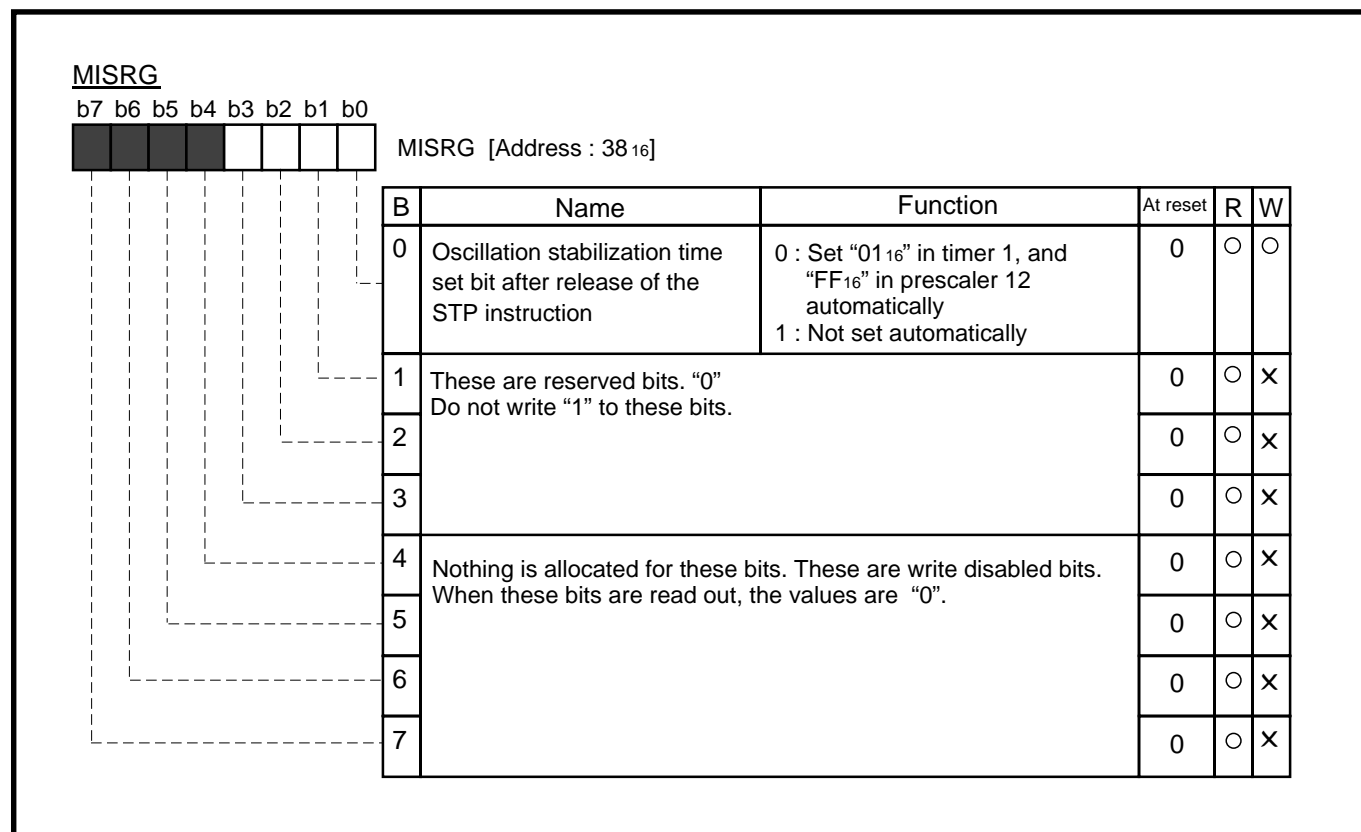 MISRG
b7 b6 b5 b4 b3 b2 b1 b0
MISRG [Address : 38 16]
B Name Function At reset R W
0 Oscillation stabilization time
set bit after release of the
STP instruction
0 : Set “01 16” in timer 1, and
“FF16” in prescaler 12
automatically
1 : Not set automatically
0 ○ ○
1 These are reserved bits. “0”
Do not write “1” to these bits.
0 ○ ×
2 0 ○ ×
3 0 ○ ×
4 Nothing is allocated for these bits. These are write disabled bits.
When these bits are read out, the values are “0”.
0 ○ ×
5 0 ○ ×
6 0 ○ ×
7 0 ○ ×